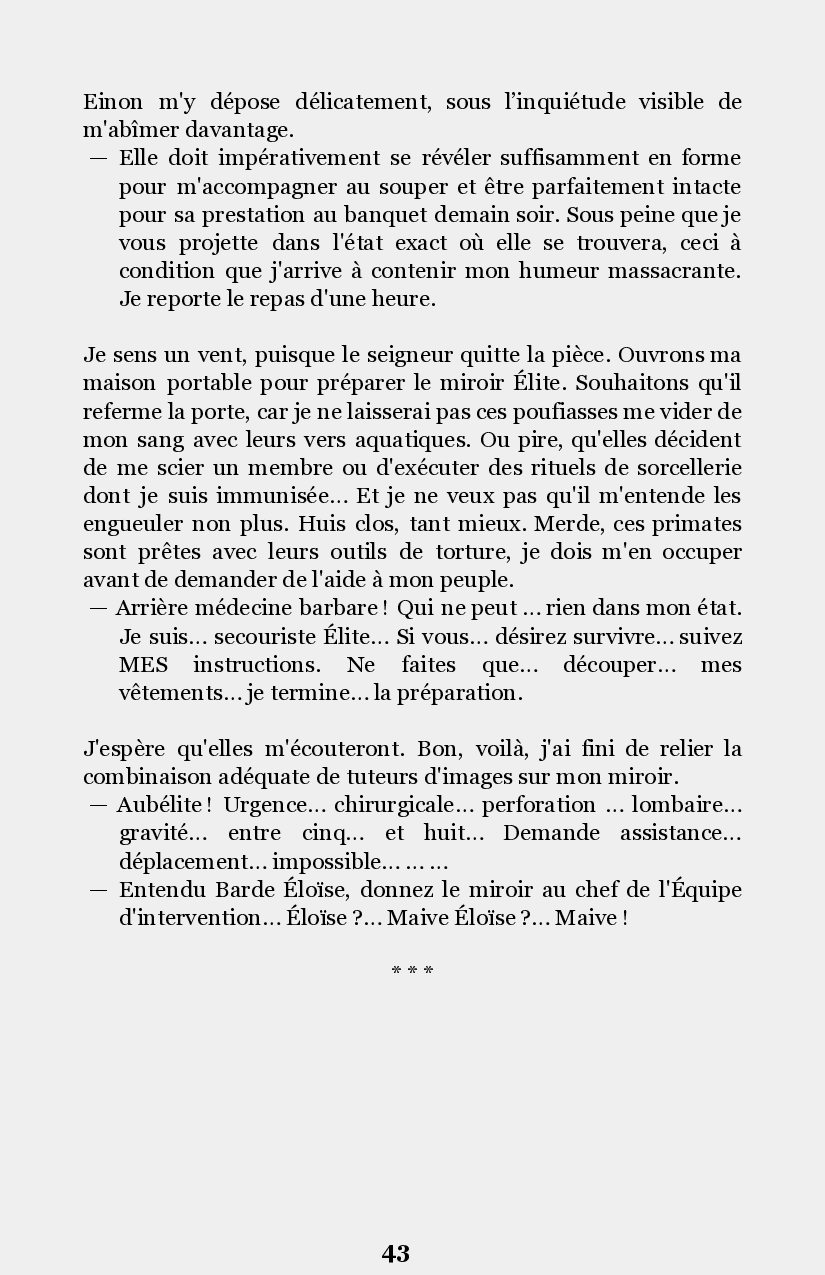 Einon m'y dépose délicatement, sous l’inquiétude visible de
m'abîmer davantage.
— Elle doit impérativement se révéler suffisamment en forme
pour m'accompagner au souper et être parfaitement intacte
pour sa prestation au banquet demain soir. Sous peine que je
vous projette dans l'état exact où elle se trouvera, ceci à
condition que j'arrive à contenir mon humeur massacrante.
Je reporte le repas d'une heure.
Je sens un vent, puisque le seigneur quitte la pièce. Ouvrons ma
maison portable pour préparer le miroir Élite. Souhaitons qu'il
referme la porte, car je ne laisserai pas ces poufiasses me vider de
mon sang avec leurs vers aquatiques. Ou pire, qu'elles décident
de me scier un membre ou d'exécuter des rituels de sorcellerie
dont je suis immunisée... Et je ne veux pas qu'il m'entende les
engueuler non plus. Huis clos, tant mieux. Merde, ces primates
sont prêtes avec leurs outils de torture, je dois m'en occuper
avant de demander de l'aide à mon peuple.
— Arrière médecine barbare ! Qui ne peut ... rien dans mon état.
Je suis... secouriste Élite... Si vous... désirez survivre... suivez
MES instructions. Ne faites que... découper... mes
vêtements... je termine... la préparation.
J'espère qu'elles m'écouteront. Bon, voilà, j'ai fini de relier la
combinaison adéquate de tuteurs d'images sur mon miroir.
— Aubélite ! Urgence... chirurgicale... perforation ... lombaire...
gravité... entre cinq... et huit... Demande assistance...
déplacement... impossible... ... ...
— Entendu Barde Éloïse, donnez le miroir au chef de l'Équipe
d'intervention... Éloïse ?... Maive Éloïse ?... Maive !
* * *
43